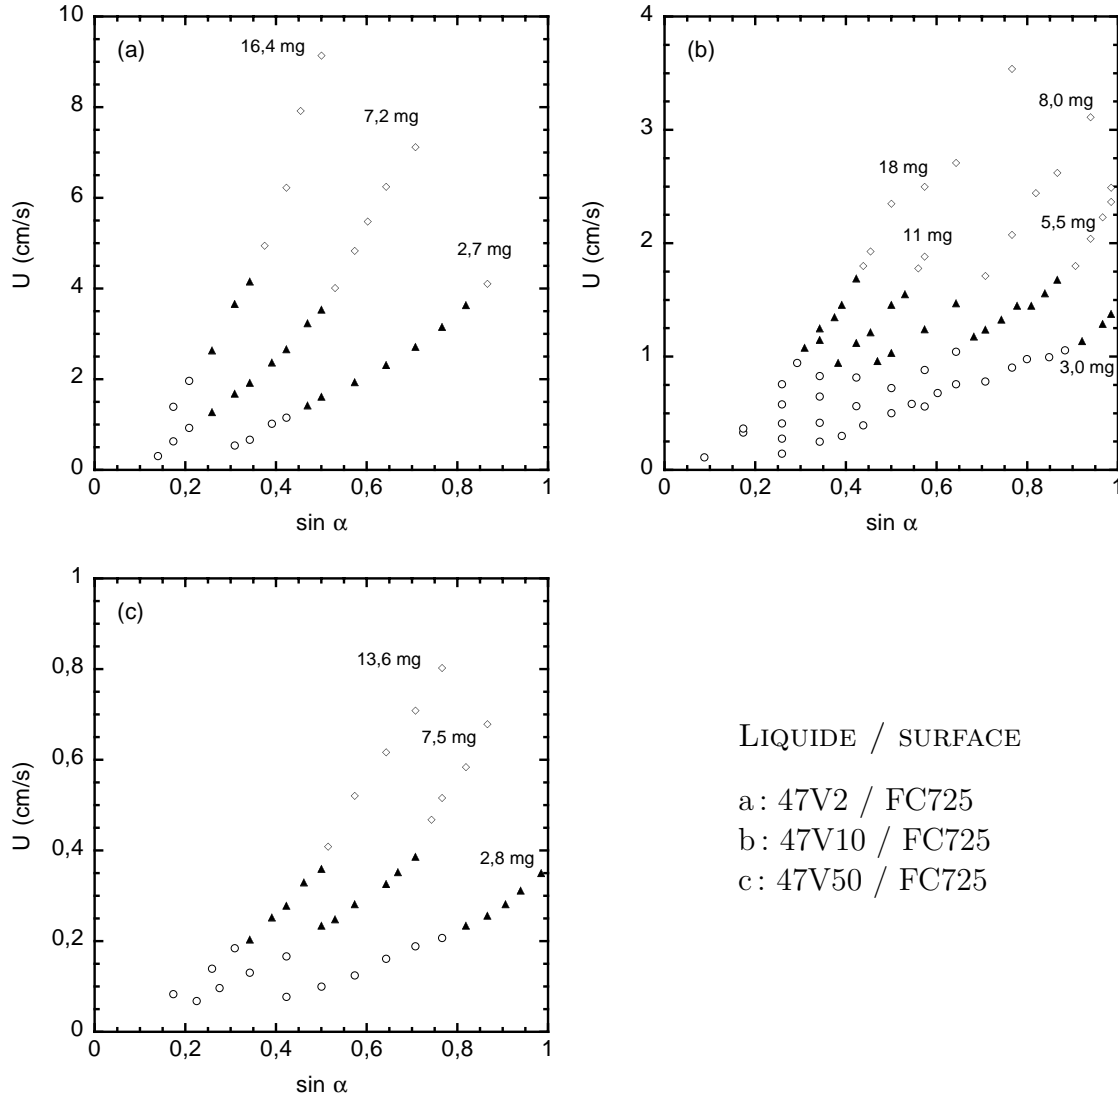 (a)
16,4 mg
7,2 mg
2,7 mg
U (cm/s)
10
8
6
4
2
0
0 0,2 0,4 0,6 0,8 1
sin α
(b)
8,0 mg
18 mg
11 mg
5,5 mg
3,0 mg
U (cm/s)
4
3
2
1
0
0 0,2 0,4 0,6 0,8 1
sin α
(c)
13,6 mg
7,5 mg
2,8 mg
U (cm/s)
1
0,8
0,6
0,4
0,2
0
0 0,2 0,4 0,6 0,8 1
sin α
LIQUIDE / SURFACE
a : 47V2 / FC725
b : 47V10 / FC725
c : 47V50 / FC725